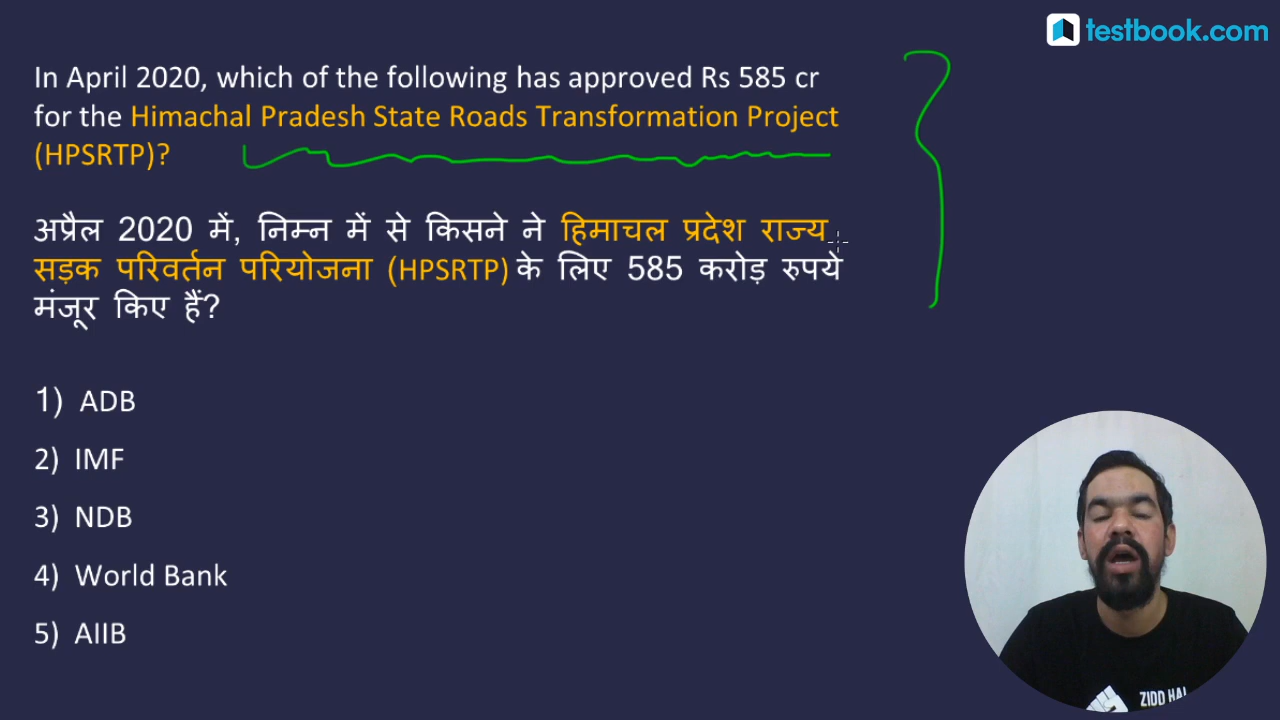 testbook.com
In April 2020, which of the following has approved Rs 585 cr
for the Himachal Pradesh State Roads Transformation Project
(HPSRTP)?
अप्रैल 2020 में, निम्न में से किसने ने हिमाचल प्रदेश राज्य
सड़क परिवर्तन परियोजना (HPSRTP) के लिए 585 करोड़ रुपये
मंजूर किए हैं?
1) ADB
2) IMF
3) NDB
4) World Bank
5) AIIB
ZIDD HAI